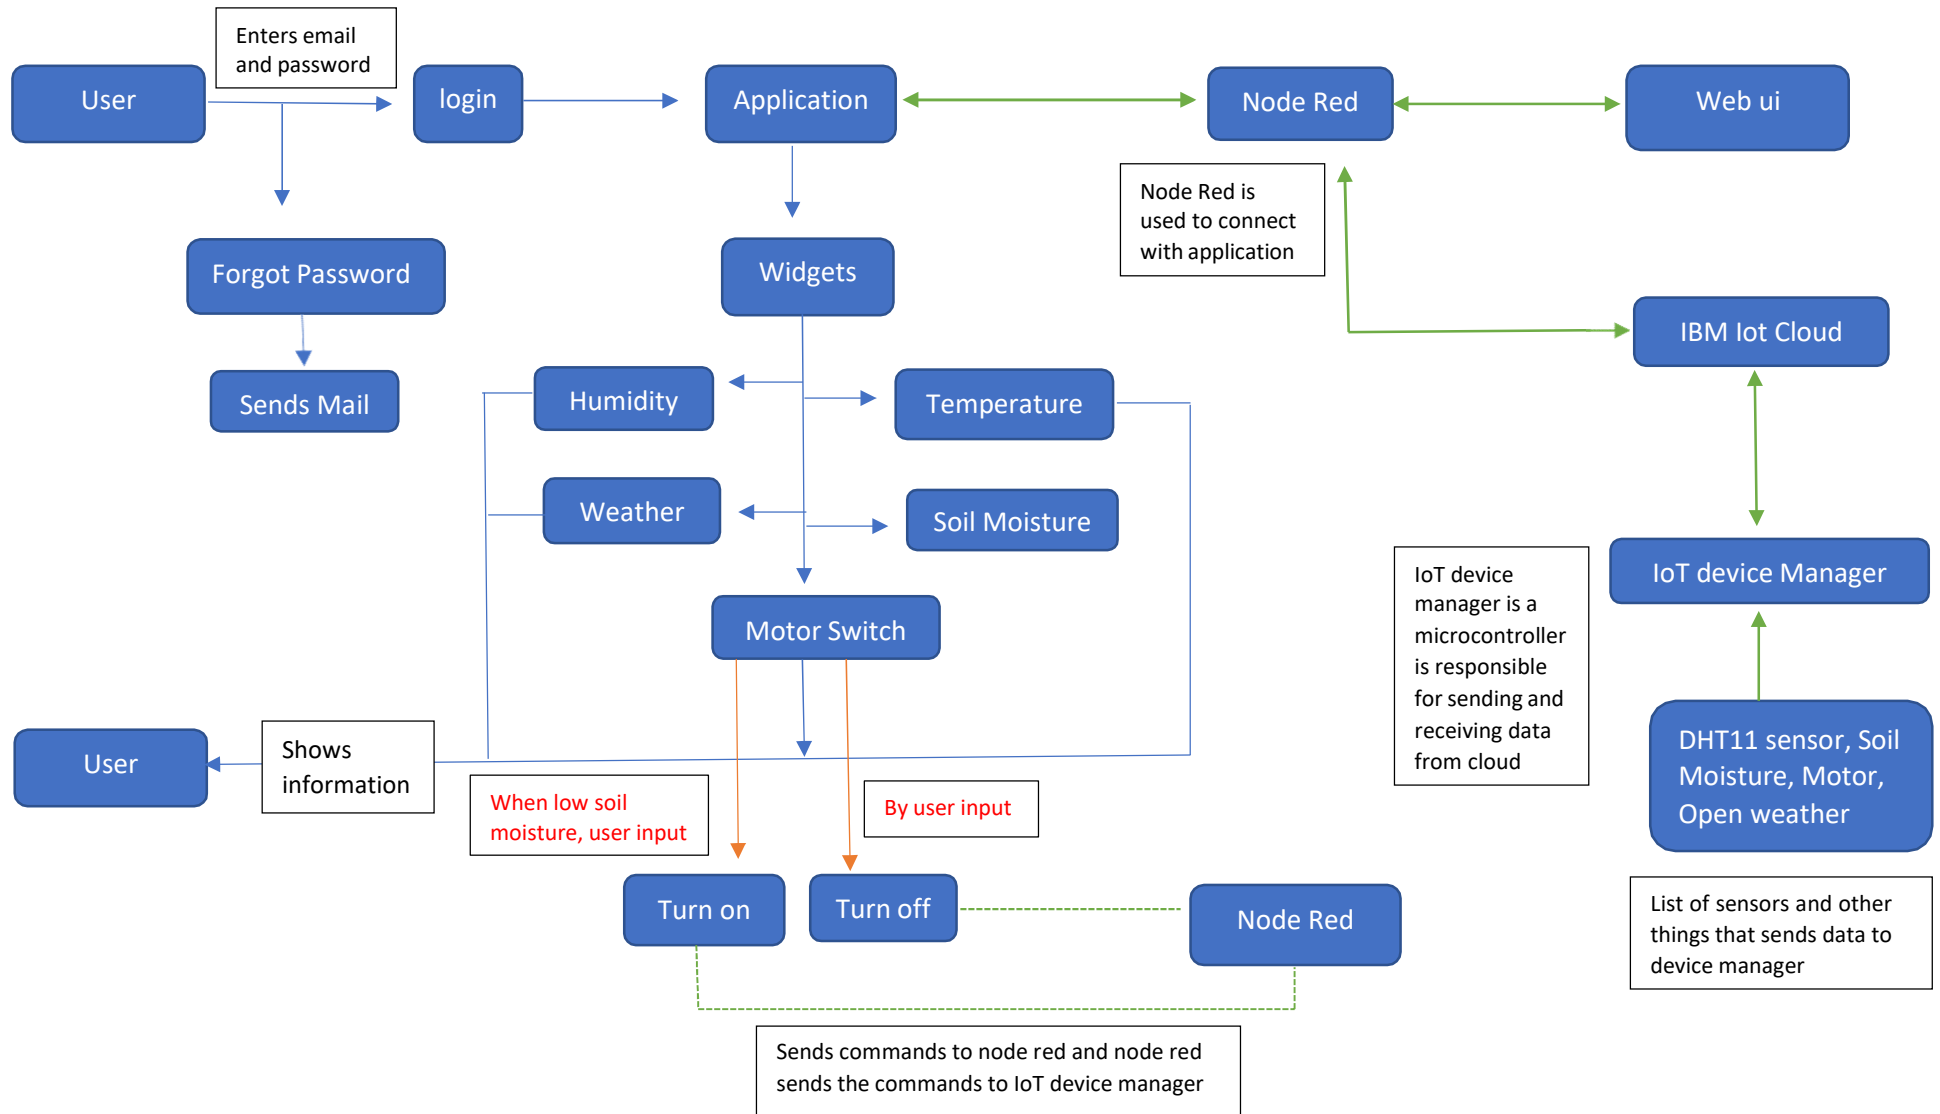 Enters email
and password
User
login
Application
Node Red
Web ui
Node Red is
used to connect
with application
Forgot Password
Widgets
IBM Iot Cloud
Sends Mail
Humidity
Temperature
Weather
Soil Moisture
IoT device Manager
IoT device
manager is a
microcontroller
is responsible
for sending and
receiving data
from cloud
Motor Switch
User
Shows
information
DHT11 sensor, Soil
Moisture, Motor,
Open weather
When low soil
moisture, user input
By user input
Turn on
Turn off
Node Red
List of sensors and other
things that sends data to
device manager
Sends commands to node red and node red
sends the commands to IoT device manager